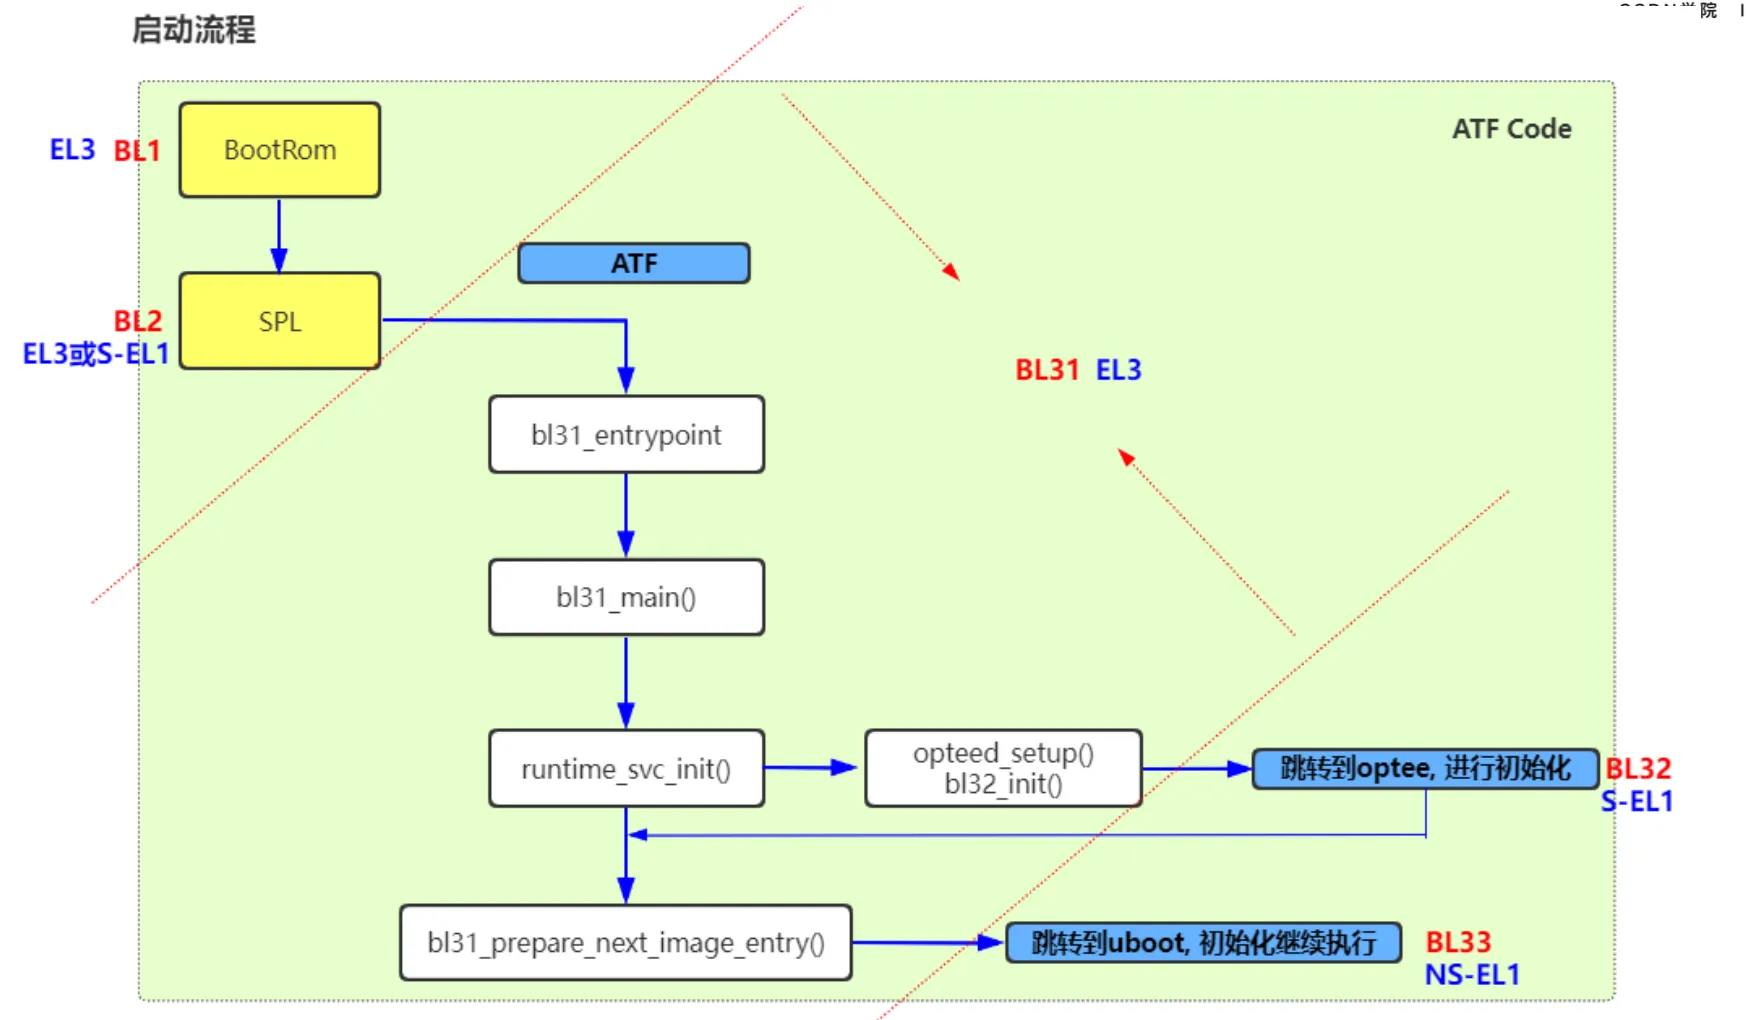 启动流程
ATF Code
EL3 BL1
BootRom
ATF
BL2
SPL
EL3或S-EL1
BL31 EL3
bl31_entrypoint
bl31_main()
runtime_svc_init()
opteed_setup()
bl32_init()
跳转到optee, 进行初始化
BL32
S-EL1
bl31_prepare_next_image_entry()
跳转到uboot, 初始化继续执行
BL33
NS-EL1